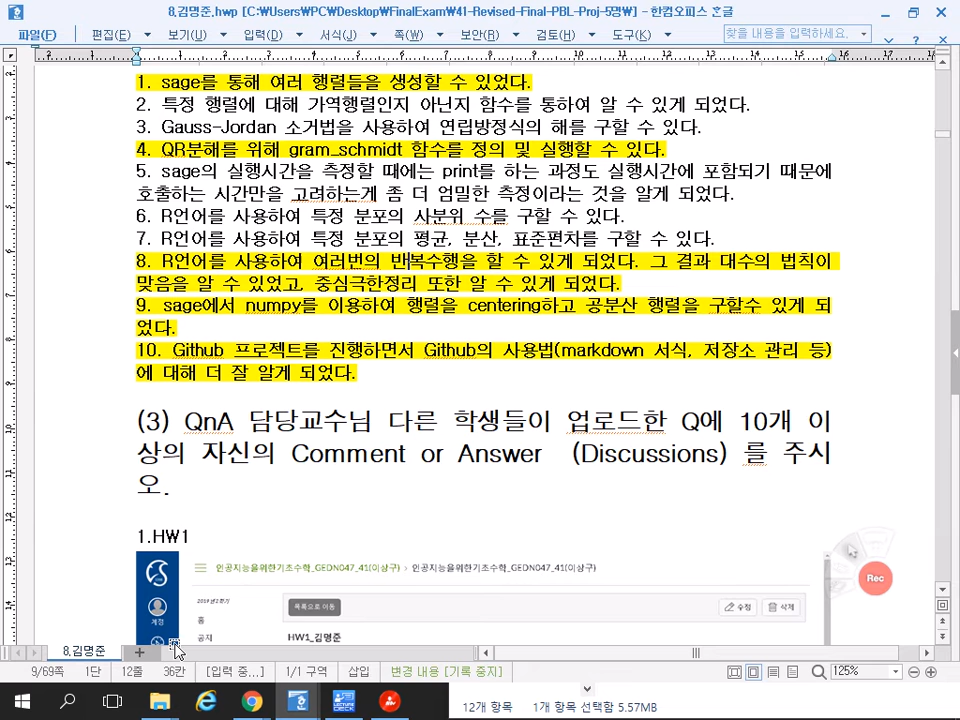 8.김명준.hwp [C:₩Users₩PC₩Desktop₩FinalExam₩41-Revised-Final-PBL-Proj-5명₩] - 한컴오피스 흔글
파일(F) 편집(E) 보기(U) 입력(D) 서식(J) 쪽(W) 보안(R) 검토(H) 도구(K) 찾을 내용을 입력하세요.
2 1 1 2 3 4 5 6 7 8 9 10 11 12 13 14 15 16 17 18
1. sage를 통해 여러 행렬들을 생성할 수 있었다.
2. 특정 행렬에 대해 가역행렬인지 아닌지 함수를 통하여 알 수 있게 되었다.
3. Gauss-Jordan 소거법을 사용하여 연립방정식의 해를 구할 수 있다.
4. QR분해를 위해 gram_schmidt 함수를 정의 및 실행할 수 있다.
5. sage의 실행시간을 측정할 때에는 print를 하는 과정도 실행시간에 포함되기 때문에
호출하는 시간만을 고려하는게 좀 더 엄밀한 측정이라는 것을 알게 되었다.
6. R언어를 사용하여 특정 분포의 사분위 수를 구할 수 있다.
7. R언어를 사용하여 특정 분포의 평균, 분산, 표준편차를 구할 수 있다.
8. R언어를 사용하여 여러번의 반복수행을 할 수 있게 되었다. 그 결과 대수의 법칙이
맞음을 알 수 있었고, 중심극한정리 또한 알 수 있게 되었다.
9. sage에서 numpy를 이용하여 행렬을 centering하고 공분산 행렬을 구할수 있게 되
었다.
10. Github 프로젝트를 진행하면서 Github의 사용법(markdown 서식, 저장소 관리 등)
에 대해 더 잘 알게 되었다.
(3) QnA 담당교수님 다른 학생들이 업로드한 Q에 10개 이
상의 자신의 Comment or Answer (Discussions) 를 주시
오.
1.HW1
인공지능을위한기초수학_GEDN047_41(이상구) › 인공지능을위한기초수학_GEDN047_41(이상구)
Rec
계정
2019년2학기
홈
공지
목록으로 이동
수정 삭제
HW1_김명준
8.김명준
9/69쪽 1단 12줄 36칸 [입력 중...] 1/1 구역 삽입 변경 내용 [기록 중지] 125%
LECTURE CHECK
12개 항목 1개 항목 선택함 5.57MB